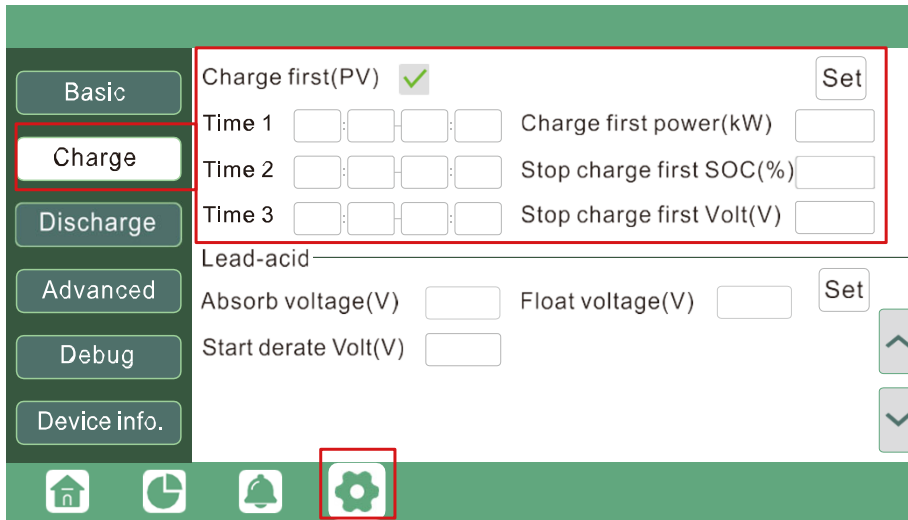 Basic
Charge
Discharge
Advanced
Debug
Device info.
Charge first(PV) Set
Time 1 : - : Charge first power(kW)
Time 2 : - : Stop charge first SOC(%)
Time 3 : - : Stop charge first Volt(V)
Lead-acid
Absorb voltage(V) Float voltage(V) Set
Start derate Volt(V)